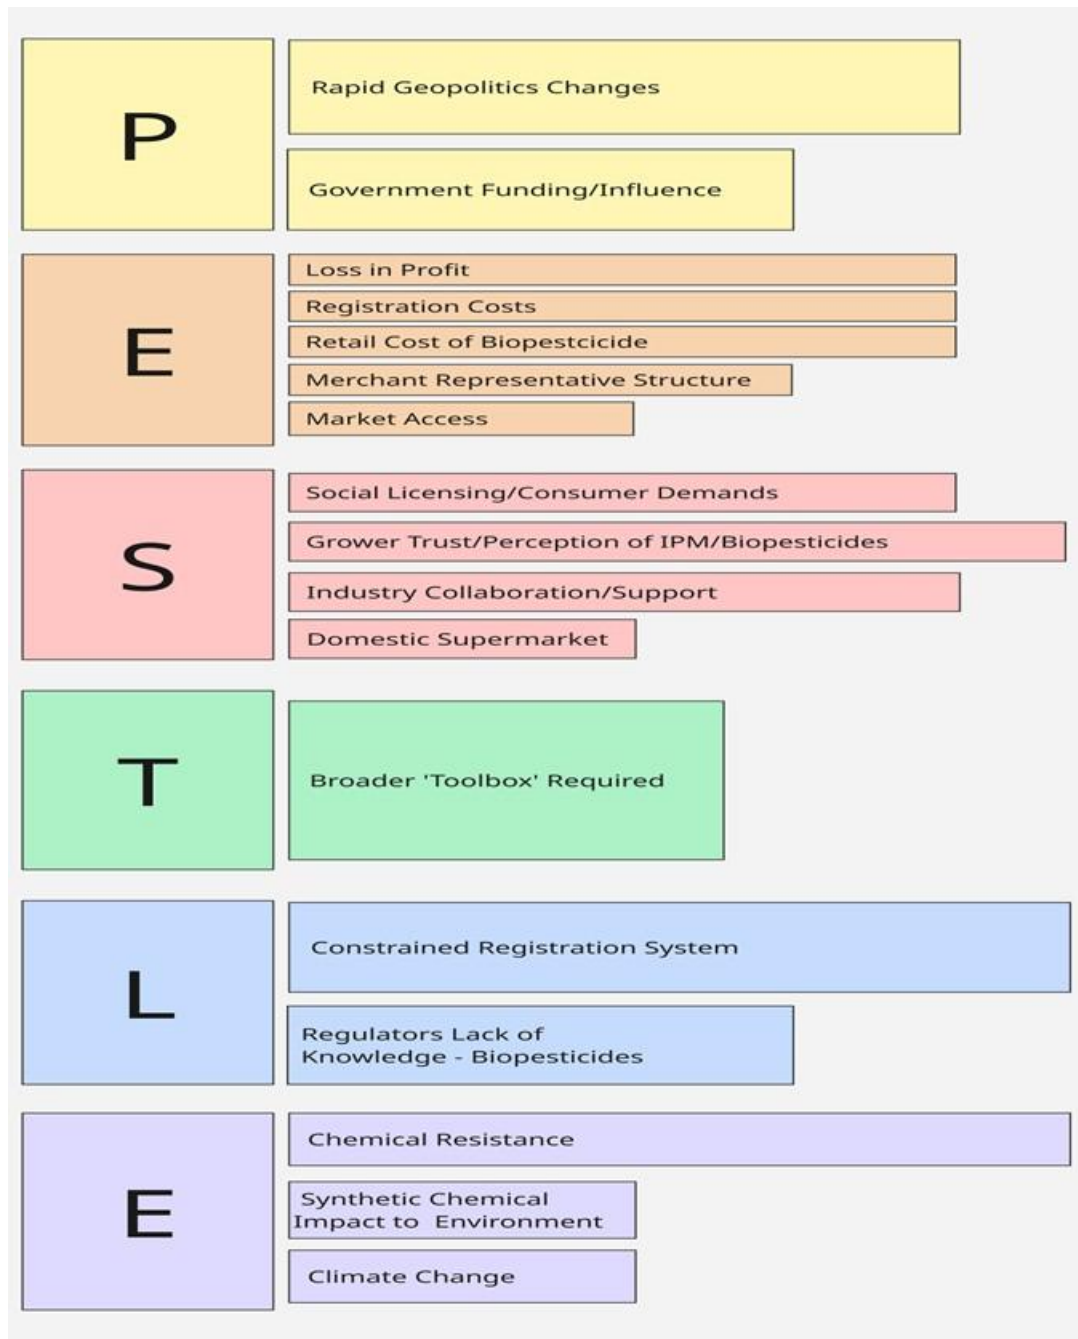 P
Rapid Geopolitics Changes
Government Funding/Influence
E
Loss in Profit
Registration Costs
Retail Cost of Biopestcicide
Merchant Representative Structure
Market Access
S
Social Licensing/Consumer Demands
Grower Trust/Perception of IPM/Biopesticides
Industry Collaboration/Support
Domestic Supermarket
T
Broader 'Toolbox' Required
L
Constrained Registration System
Regulators Lack of
Knowledge - Biopesticides
E
Chemical Resistance
Synthetic Chemical
Impact to  Environment
Climate Change